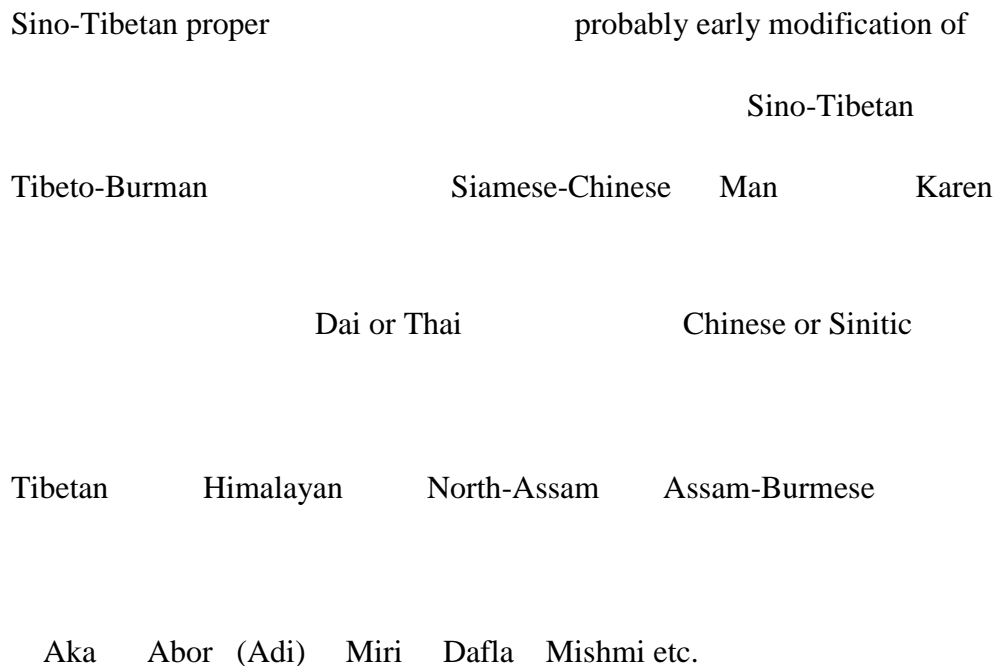 Sino-Tibetan proper probably early modification of
Sino-Tibetan
Tibeto-Burman Siamese-Chinese Man Karen
Dai or Thai Chinese or Sinitic
Tibetan Himalayan North-Assam Assam-Burmese
Aka Abor (Adi) Miri Dafla Mishmi etc.